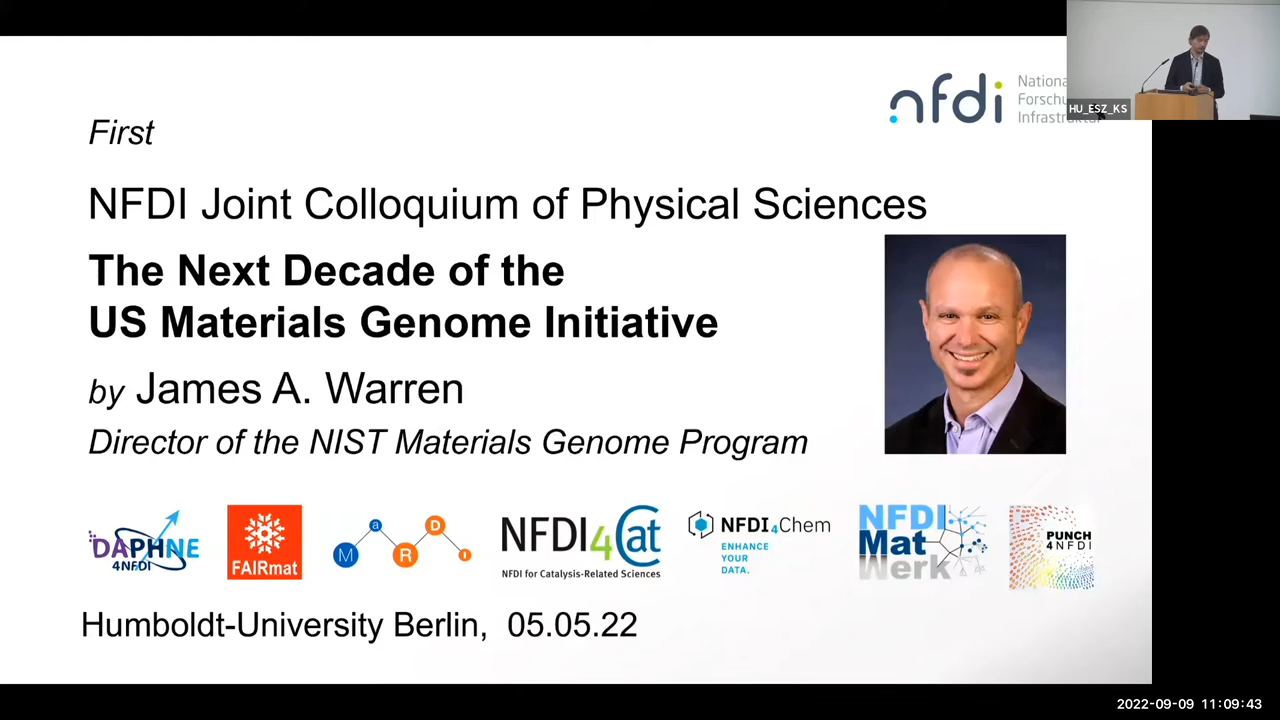 nfdi
HU_ESZ_KS
First
NFDI Joint Colloquium of Physical Sciences
The Next Decade of the
US Materials Genome Initiative
by James A. Warren
Director of the NIST Materials Genome Program
DAPHNE
4NFDI
FAIRmat
M a R D I
NFDI4Cat
NFDI for Catalysis-Related Sciences
NFDI4Chem
ENHANCE
YOUR
DATA.
NFDI
Mat
Werk
PUNCH
4NFDI
Humboldt-University Berlin, 05.05.22
2022-09-09 11:09:43